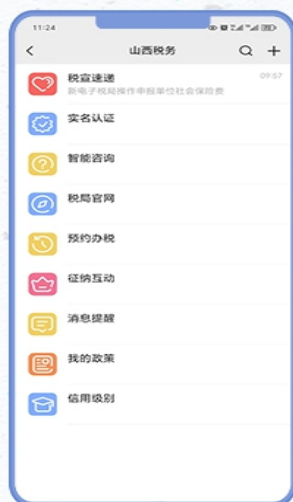 11:24
山西税务
税宣速递
09:57
新电子税局操作申报单位社会保险费
实名认证
智能咨询
税局官网
预约办税
征纳互动
消息提醒
我的政策
信用级别